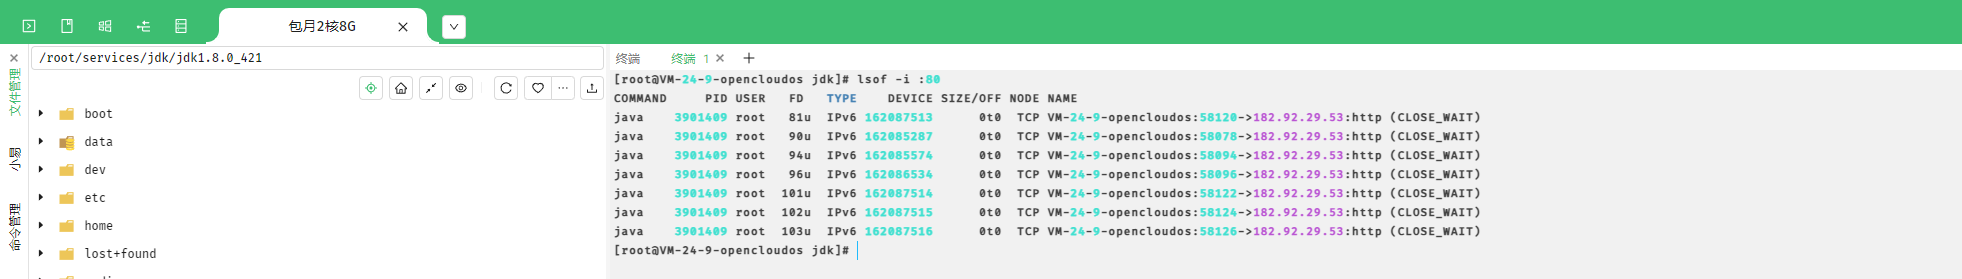 包月2核8G
/root/services/jdk/jdk1.8.0_421
文件管理
小易
命令管理
boot
data
dev
etc
home
lost+found
终端
终端 1
[root@VM-24-9-opencloudos jdk]# lsof -i :80
COMMAND     PID USER   FD   TYPE    DEVICE SIZE/OFF NODE NAME
java    3901409 root   81u  IPv6 162087513      0t0  TCP VM-24-9-opencloudos:58120->182.92.29.53:http (CLOSE_WAIT)
java    3901409 root   90u  IPv6 162085287      0t0  TCP VM-24-9-opencloudos:58078->182.92.29.53:http (CLOSE_WAIT)
java    3901409 root   94u  IPv6 162085574      0t0  TCP VM-24-9-opencloudos:58094->182.92.29.53:http (CLOSE_WAIT)
java    3901409 root   96u  IPv6 162086534      0t0  TCP VM-24-9-opencloudos:58096->182.92.29.53:http (CLOSE_WAIT)
java    3901409 root  101u  IPv6 162087514      0t0  TCP VM-24-9-opencloudos:58122->182.92.29.53:http (CLOSE_WAIT)
java    3901409 root  102u  IPv6 162087515      0t0  TCP VM-24-9-opencloudos:58124->182.92.29.53:http (CLOSE_WAIT)
java    3901409 root  103u  IPv6 162087516      0t0  TCP VM-24-9-opencloudos:58126->182.92.29.53:http (CLOSE_WAIT)
[root@VM-24-9-opencloudos jdk]#